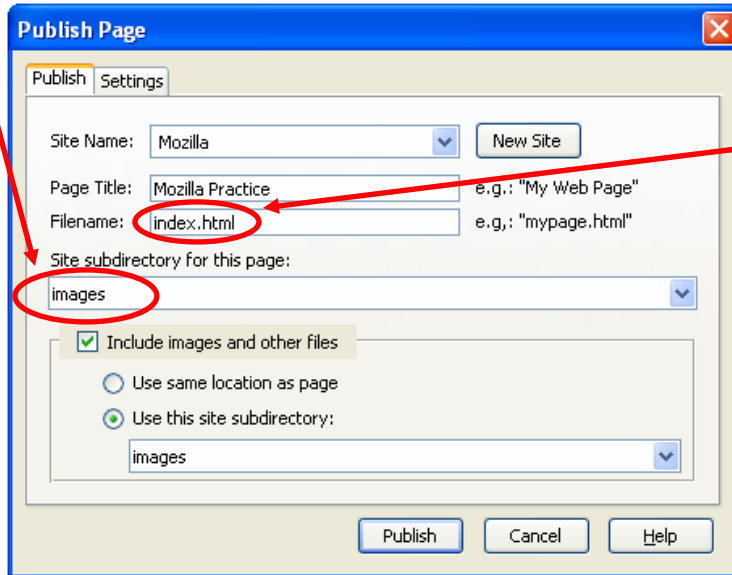 Publish Page
Publish Settings
Site Name: Mozilla New Site
Page Title: Mozilla Practice e.g.: "My Web Page"
Filename: index.html e.g,: "mypage.html"
Site subdirectory for this page:
images
Include images and other files
Use same location as page
Use this site subdirectory:
images
Publish Cancel Help